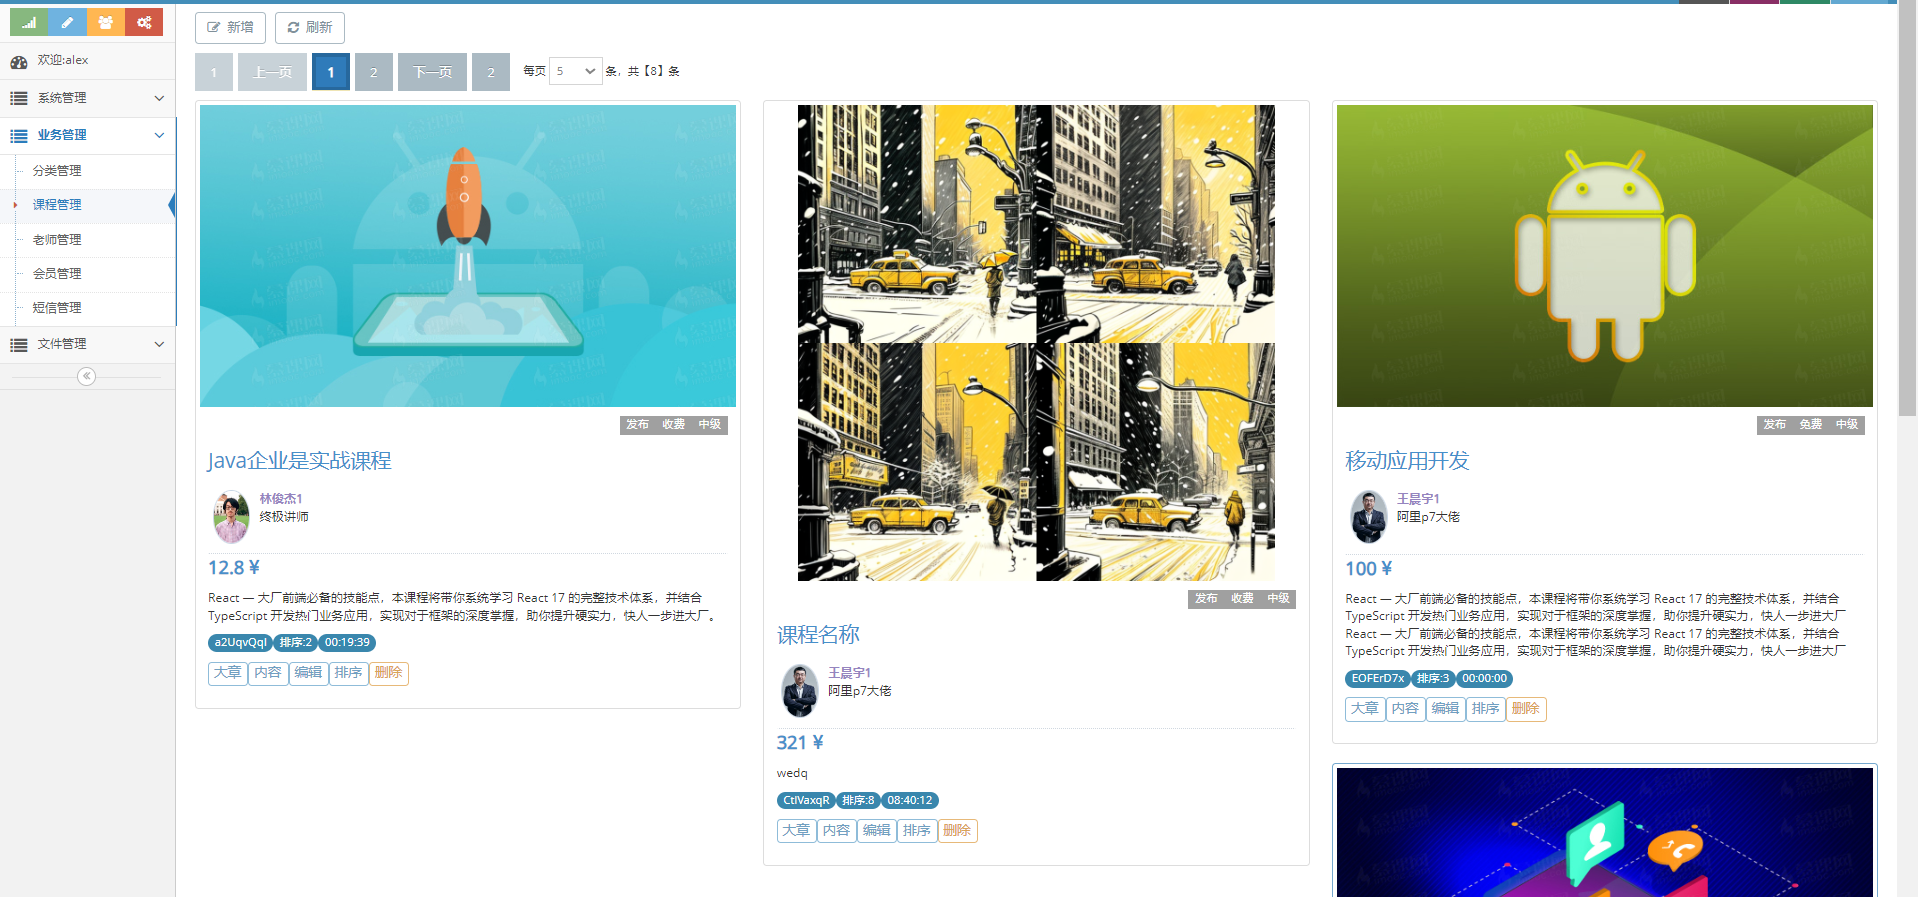 新增
刷新
1
上一页
1
2
下一页
2
每页
5
条，共【8】条
欢迎:alex
系统管理
业务管理
分类管理
课程管理
老师管理
会员管理
短信管理
文件管理
发布 收费 中级
Java企业是实战课程
林俊杰1
终极讲师
12.8 ¥
React — 大厂前端必备的技能点，本课程将带你系统学习 React 17 的完整技术体系，并结合
TypeScript 开发热门业务应用，实现对于框架的深度掌握，助你提升硬实力，快人一步进大厂。
a2UqvQqI 排序:2 00:19:39
大章 内容 编辑 排序 删除
发布 收费 中级
课程名称
王晨宇1
阿里p7大佬
321 ¥
wedq
CtIVaxqR 排序:8 08:40:12
大章 内容 编辑 排序 删除
发布 免费 中级
移动应用开发
王晨宇1
阿里p7大佬
100 ¥
React — 大厂前端必备的技能点，本课程将带你系统学习 React 17 的完整技术体系，并结合
TypeScript 开发热门业务应用，实现对于框架的深度掌握，助你提升硬实力，快人一步进大厂
React — 大厂前端必备的技能点，本课程将带你系统学习 React 17 的完整技术体系，并结合
TypeScript 开发热门业务应用，实现对于框架的深度掌握，助你提升硬实力，快人一步进大厂
EOFErD7x 排序:3 00:00:00
大章 内容 编辑 排序 删除